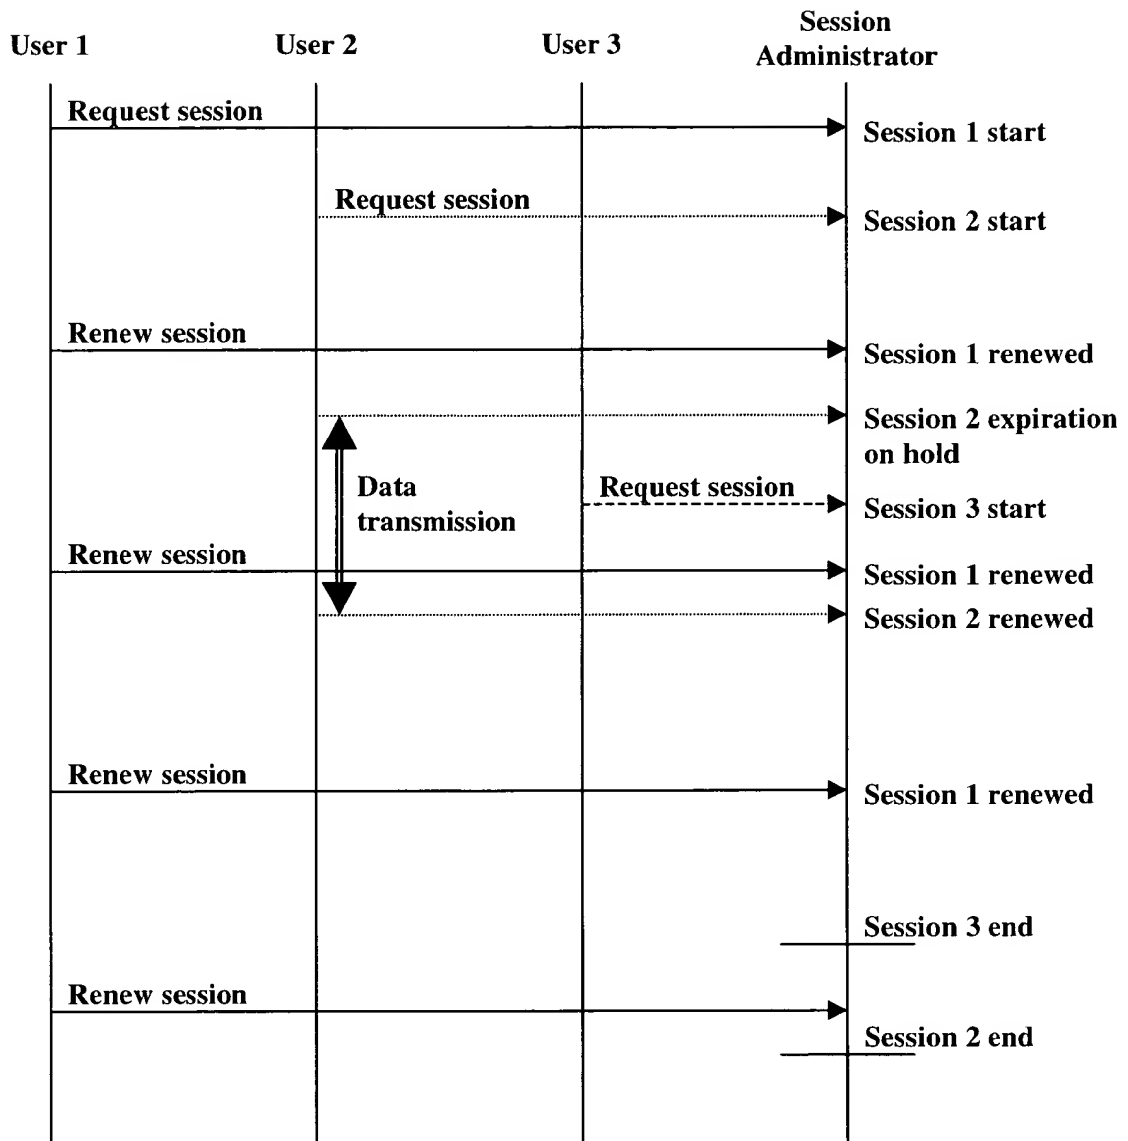 User 1
User 2
User 3
Session
Administrator
Request session
Session 1 start
Request session
Session 2 start
Renew session
Session 1 renewed
Session 2 expiration
on hold
Data
transmission
Request session
Session 3 start
Renew session
Session 1 renewed
Session 2 renewed
Renew session
Session 1 renewed
Session 3 end
Renew session
Session 2 end